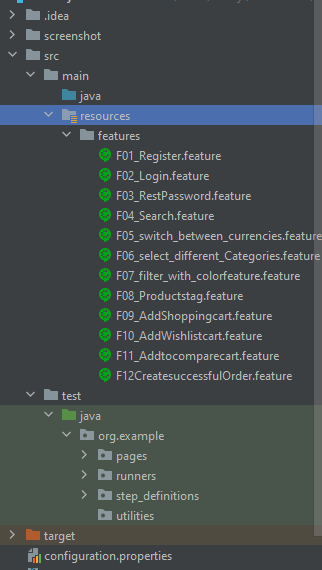 .idea
screenshot
src
main
java
resources
features
F01_Register.feature
F02_Login.feature
F03_RestPassword.feature
F04_Search.feature
F05_switch_between_currencies.feature
F06_select_different_Categories.feature
F07_filter_with_colorfeature.feature
F08_Productstag.feature
F09_AddShoppingcart.feature
F10_AddWishlistcart.feature
F11_Addtocomparecart.feature
F12CreatesuccessfulOrder.feature
test
java
org.example
pages
runners
step_definitions
utilities
target
configuration.properties